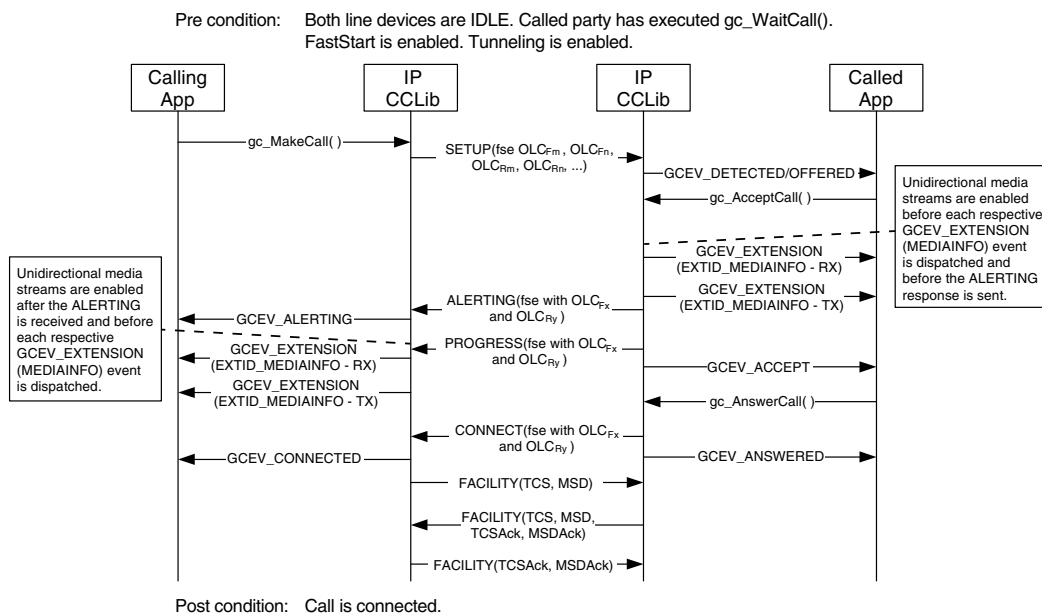 Pre condition: Both line devices are IDLE. Called party has executed gc_WaitCall().
FastStart is enabled. Tunneling is enabled.
Calling
App
IP
CCLib
IP
CCLib
Called
App
gc_MakeCall( )
SETUP(fse OLCFm, OLCFn,
OLCRm, OLCRn, ...)
GCEV_DETECTED/OFFERED
gc_AcceptCall( )
Unidirectional media
streams are enabled
before each respective
GCEV_EXTENSION
(MEDIAINFO) event
is dispatched and
before the ALERTING
response is sent.
GCEV_EXTENSION
(EXTID_MEDIAINFO - RX)
GCEV_EXTENSION
(EXTID_MEDIAINFO - TX)
Unidirectional media
streams are enabled
after the ALERTING
is received and before
each respective
GCEV_EXTENSION
(MEDIAINFO) event
is dispatched.
ALERTING(fse with OLCFx
and OLCRy )
GCEV_ALERTING
PROGRESS(fse with OLCFx
and OLCRy )
GCEV_EXTENSION
(EXTID_MEDIAINFO - RX)
GCEV_ACCEPT
GCEV_EXTENSION
(EXTID_MEDIAINFO - TX)
gc_AnswerCall( )
CONNECT(fse with OLCFx
and OLCRy )
GCEV_CONNECTED
GCEV_ANSWERED
FACILITY(TCS, MSD)
FACILITY(TCS, MSD,
TCSAck, MSDAck)
FACILITY(TCSAck, MSDAck)
Post condition: Call is connected.